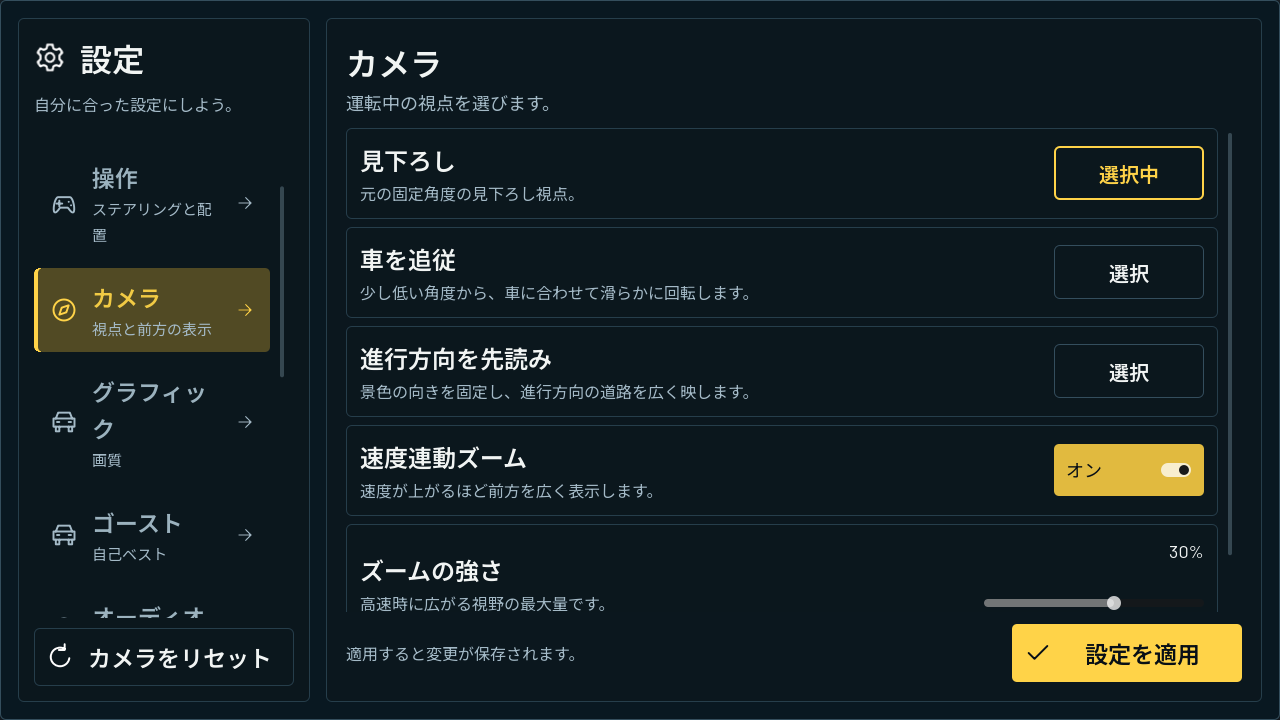 設定
自分に合った設定にしよう。
操作
ステアリングと配
置
カメラ
視点と前方の表示
グラフィッ
ク
画質
ゴースト
自己ベスト
オーディオ
カメラをリセット
カメラ
運転中の視点を選びます。
見下ろし
元の固定角度の見下ろし視点。
選択中
車を追従
少し低い角度から、車に合わせて滑らかに回転します。
選択
進行方向を先読み
景色の向きを固定し、進行方向の道路を広く映します。
選択
速度連動ズーム
速度が上がるほど前方を広く表示します。
オン
ズームの強さ
高速時に広がる視野の最大量です。
30%
適用すると変更が保存されます。
設定を適用